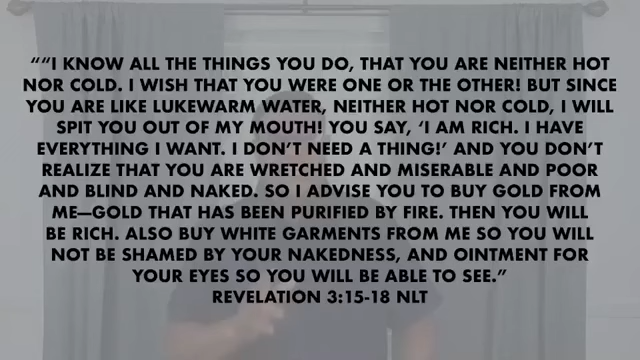 ““I KNOW ALL THE THINGS YOU DO, THAT YOU ARE NEITHER HOT
NOR COLD. I WISH THAT YOU WERE ONE OR THE OTHER! BUT SINCE
YOU ARE LIKE LUKEWARM WATER, NEITHER HOT NOR COLD, I WILL
SPIT YOU OUT OF MY MOUTH! YOU SAY, ‘I AM RICH. I HAVE
EVERYTHING I WANT. I DON’T NEED A THING!’ AND YOU DON’T
REALIZE THAT YOU ARE WRETCHED AND MISERABLE AND POOR
AND BLIND AND NAKED. SO I ADVISE YOU TO BUY GOLD FROM
ME—GOLD THAT HAS BEEN PURIFIED BY FIRE. THEN YOU WILL
BE RICH. ALSO BUY WHITE GARMENTS FROM ME SO YOU WILL
NOT BE SHAMED BY YOUR NAKEDNESS, AND OINTMENT FOR
YOUR EYES SO YOU WILL BE ABLE TO SEE.”
REVELATION 3:15-18 NLT